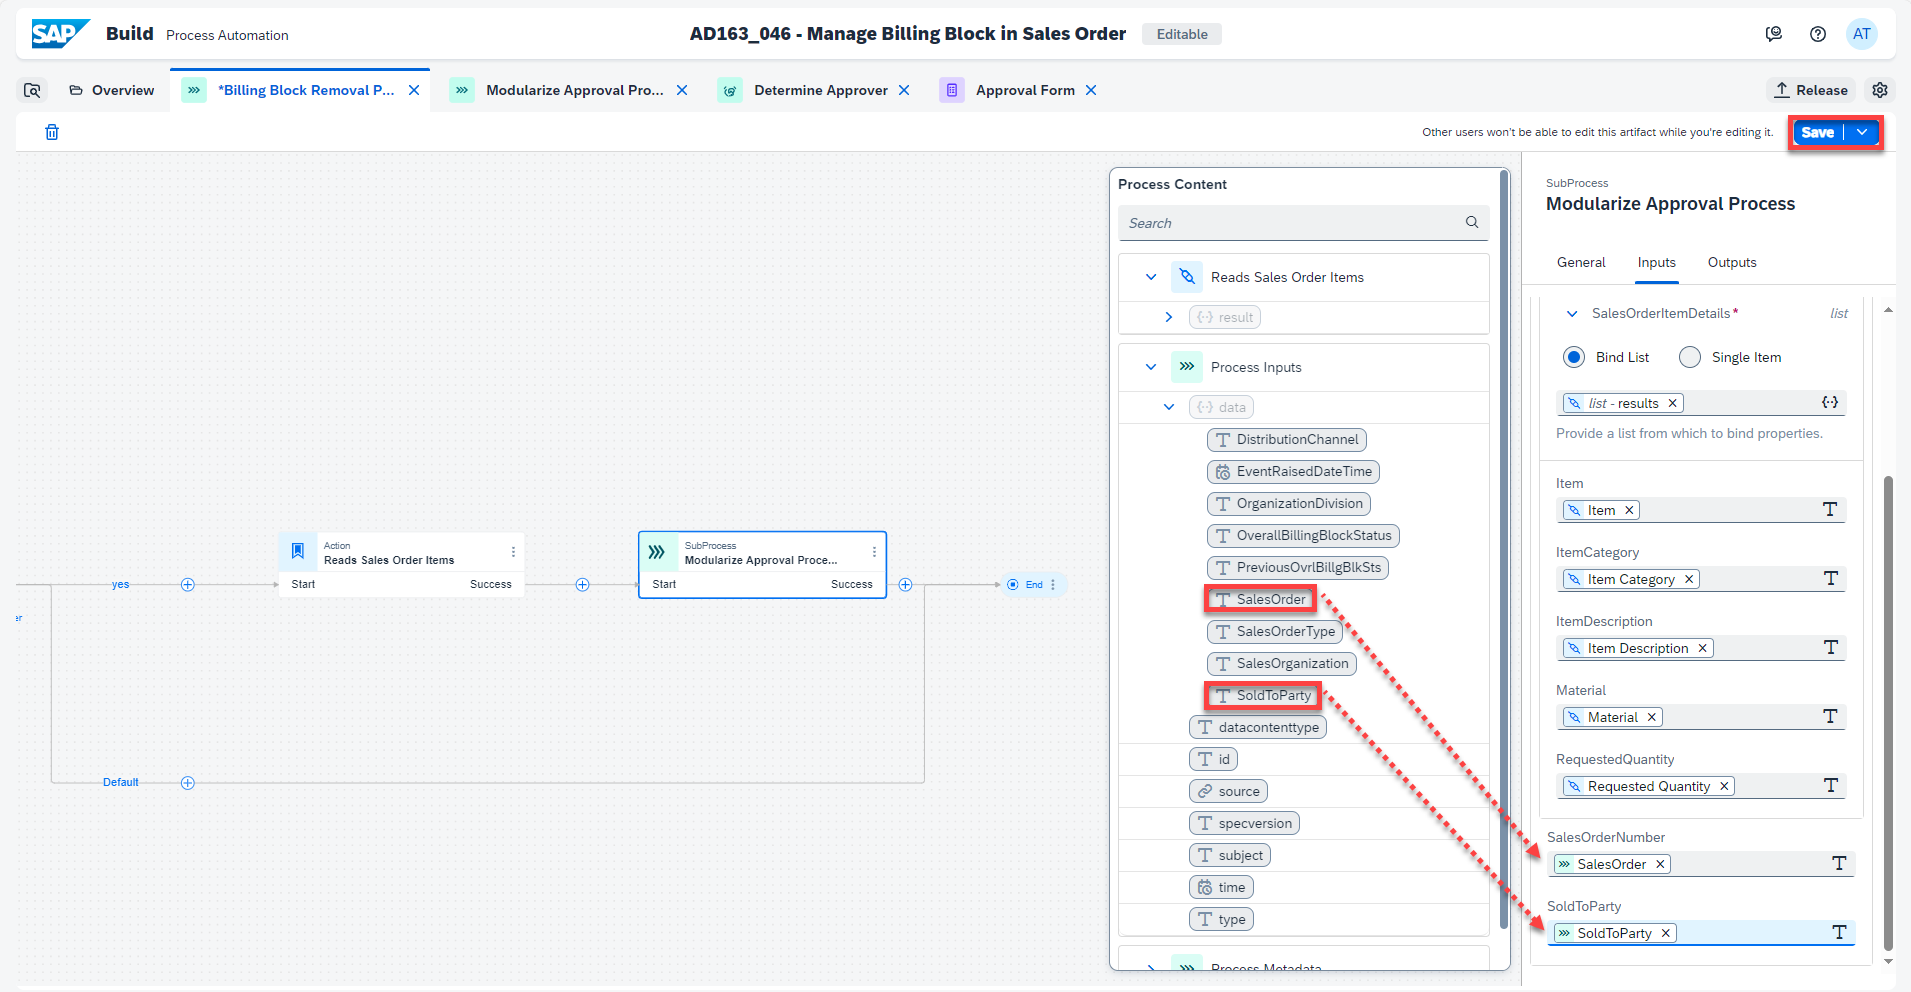 SAP Build Process Automation
AD163_046 - Manage Billing Block in Sales Order Editable
AT
Overview
*Billing Block Removal P...
Modularize Approval Pro...
Determine Approver
Approval Form
Release
Other users won't be able to edit this artifact while you're editing it.
Save
yes
Action
Reads Sales Order Items
Start Success
SubProcess
Modularize Approval Proce...
Start Success
End
er
Default
Process Content
Search
Reads Sales Order Items
result
Process Inputs
data
DistributionChannel
EventRaisedDateTime
OrganizationDivision
OverallBillingBlockStatus
PreviousOvrlBillgBlkSts
SalesOrder
SalesOrderType
SalesOrganization
SoldToParty
datacontenttype
id
source
specversion
subject
time
type
Process Metadata
SubProcess
Modularize Approval Process
General Inputs Outputs
SalesOrderItemDetails* list
Bind List Single Item
list - results
Provide a list from which to bind properties.
Item
Item
ItemCategory
Item Category
ItemDescription
Item Description
Material
Material
RequestedQuantity
Requested Quantity
SalesOrderNumber
SalesOrder
SoldToParty
SoldToParty